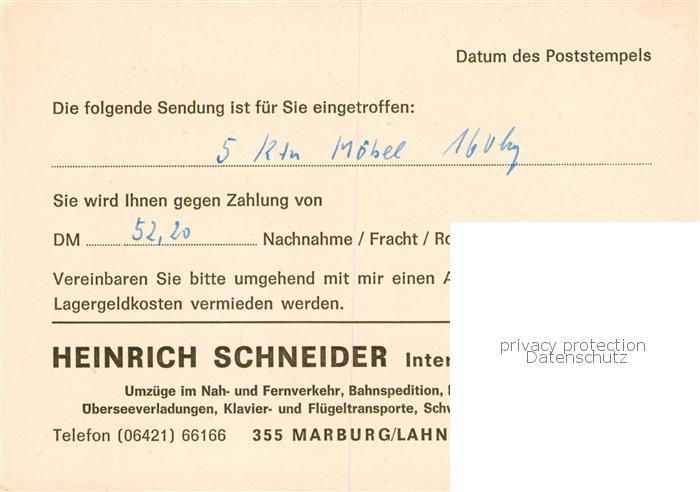 Datum des Poststempels
Die folgende Sendung ist für Sie eingetroffen:
5 Ktn Möbel 160 kg
Sie wird Ihnen gegen Zahlung von
DM 52,20 Nachnahme / Fracht / Ro
Vereinbaren Sie bitte umgehend mit mir einen A
Lagergeldkosten vermieden werden.
HEINRICH SCHNEIDER Inter
Umzüge im Nah- und Fernverkehr, Bahnspedition,
Überseeverladungen, Klavier- und Flügeltransporte, Schw
Telefon (06421) 66166 355 MARBURG/LAHN
privacy protection
Datenschutz